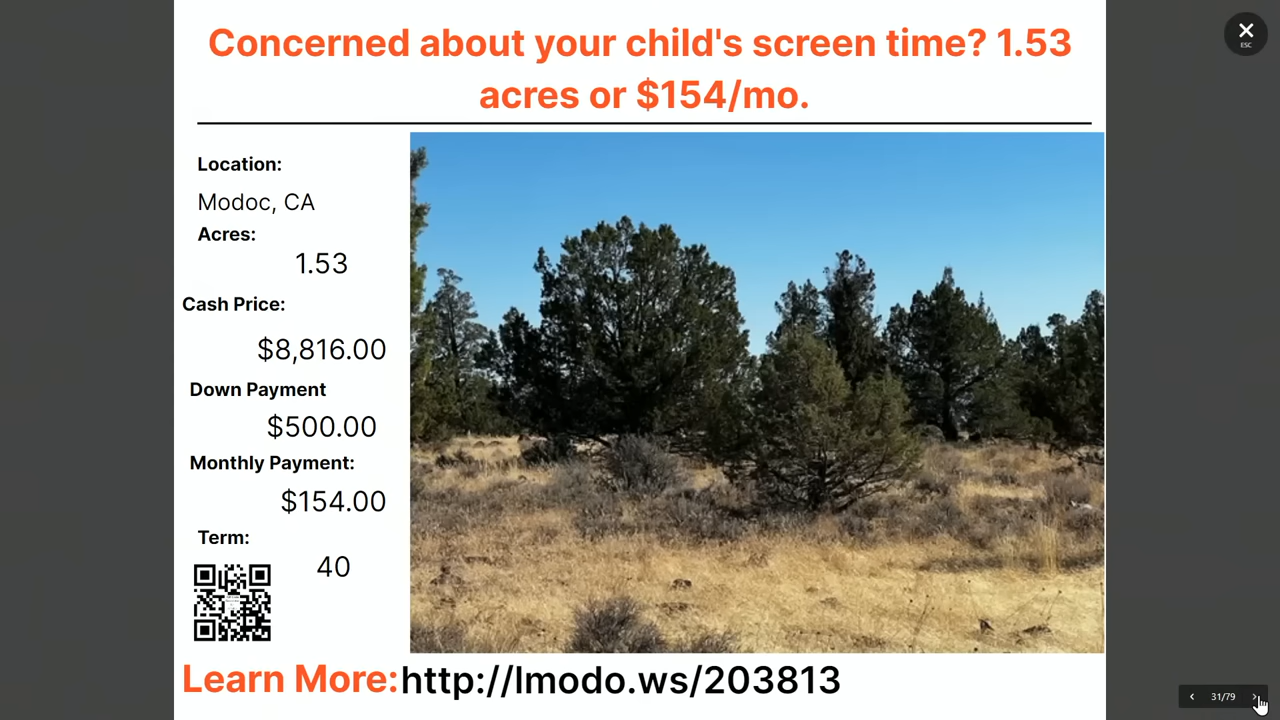 Concerned about your child's screen time? 1.53
acres or $154/mo.
Location:
Modoc, CA
Acres:
1.53
Cash Price:
$8,816.00
Down Payment
$500.00
Monthly Payment:
$154.00
Term:
40
Learn More:http://lmodo.ws/203813
ESC
31/79